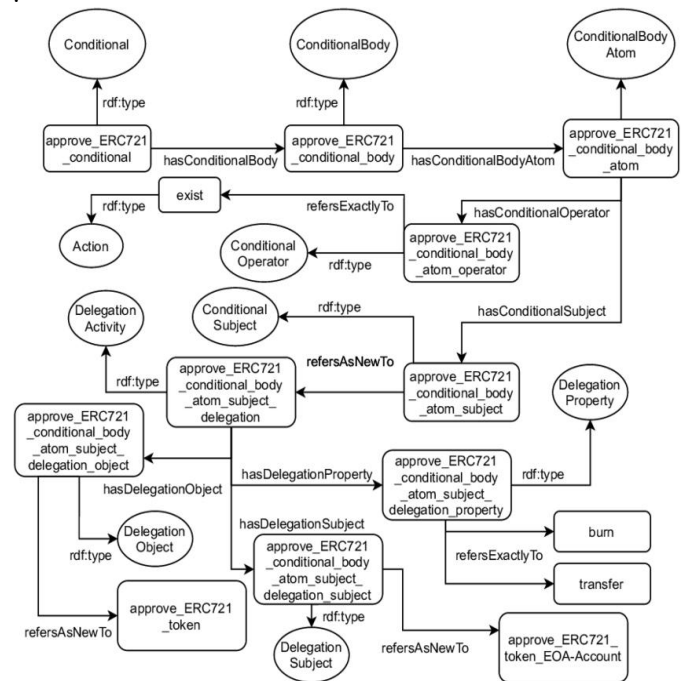 Conditional
ConditionalBody
ConditionalBody
Atom
rdf:type
rdf:type
approve_ERC721
_conditional
hasConditionalBody
approve_ERC721
_conditional_body
hasConditionalBodyAtom
approve_ERC721
_conditional_body
_atom
rdf:type
exist
refersExactlyTo
hasConditionalOperator
Action
Conditional
Operator
rdf:type
approve_ERC721
_conditional_body
_atom_operator
Delegation
Activity
Conditional
Subject
rdf:type
hasConditionalSubject
rdf:type
approve_ERC721
_conditional_body
_atom_subject_
delegation
refersAsNewTo
approve_ERC721
_conditional_body
_atom_subject
Delegation
Property
approve_ERC721
_conditional_body
_atom_subject_
delegation_object
hasDelegationObject
hasDelegationProperty
approve_ERC721
_conditional_body
_atom_subject_
delegation_property
rdf:type
Delegation
Object
rdf:type
hasDelegationSubject
approve_ERC721
_conditional_body
_atom_subject_
delegation_subject
burn
refersExactlyTo
transfer
approve_ERC721
_token
refersAsNewTo
rdf:type
Delegation
Subject
refersAsNewTo
approve_ERC721_
token_EOA-Account